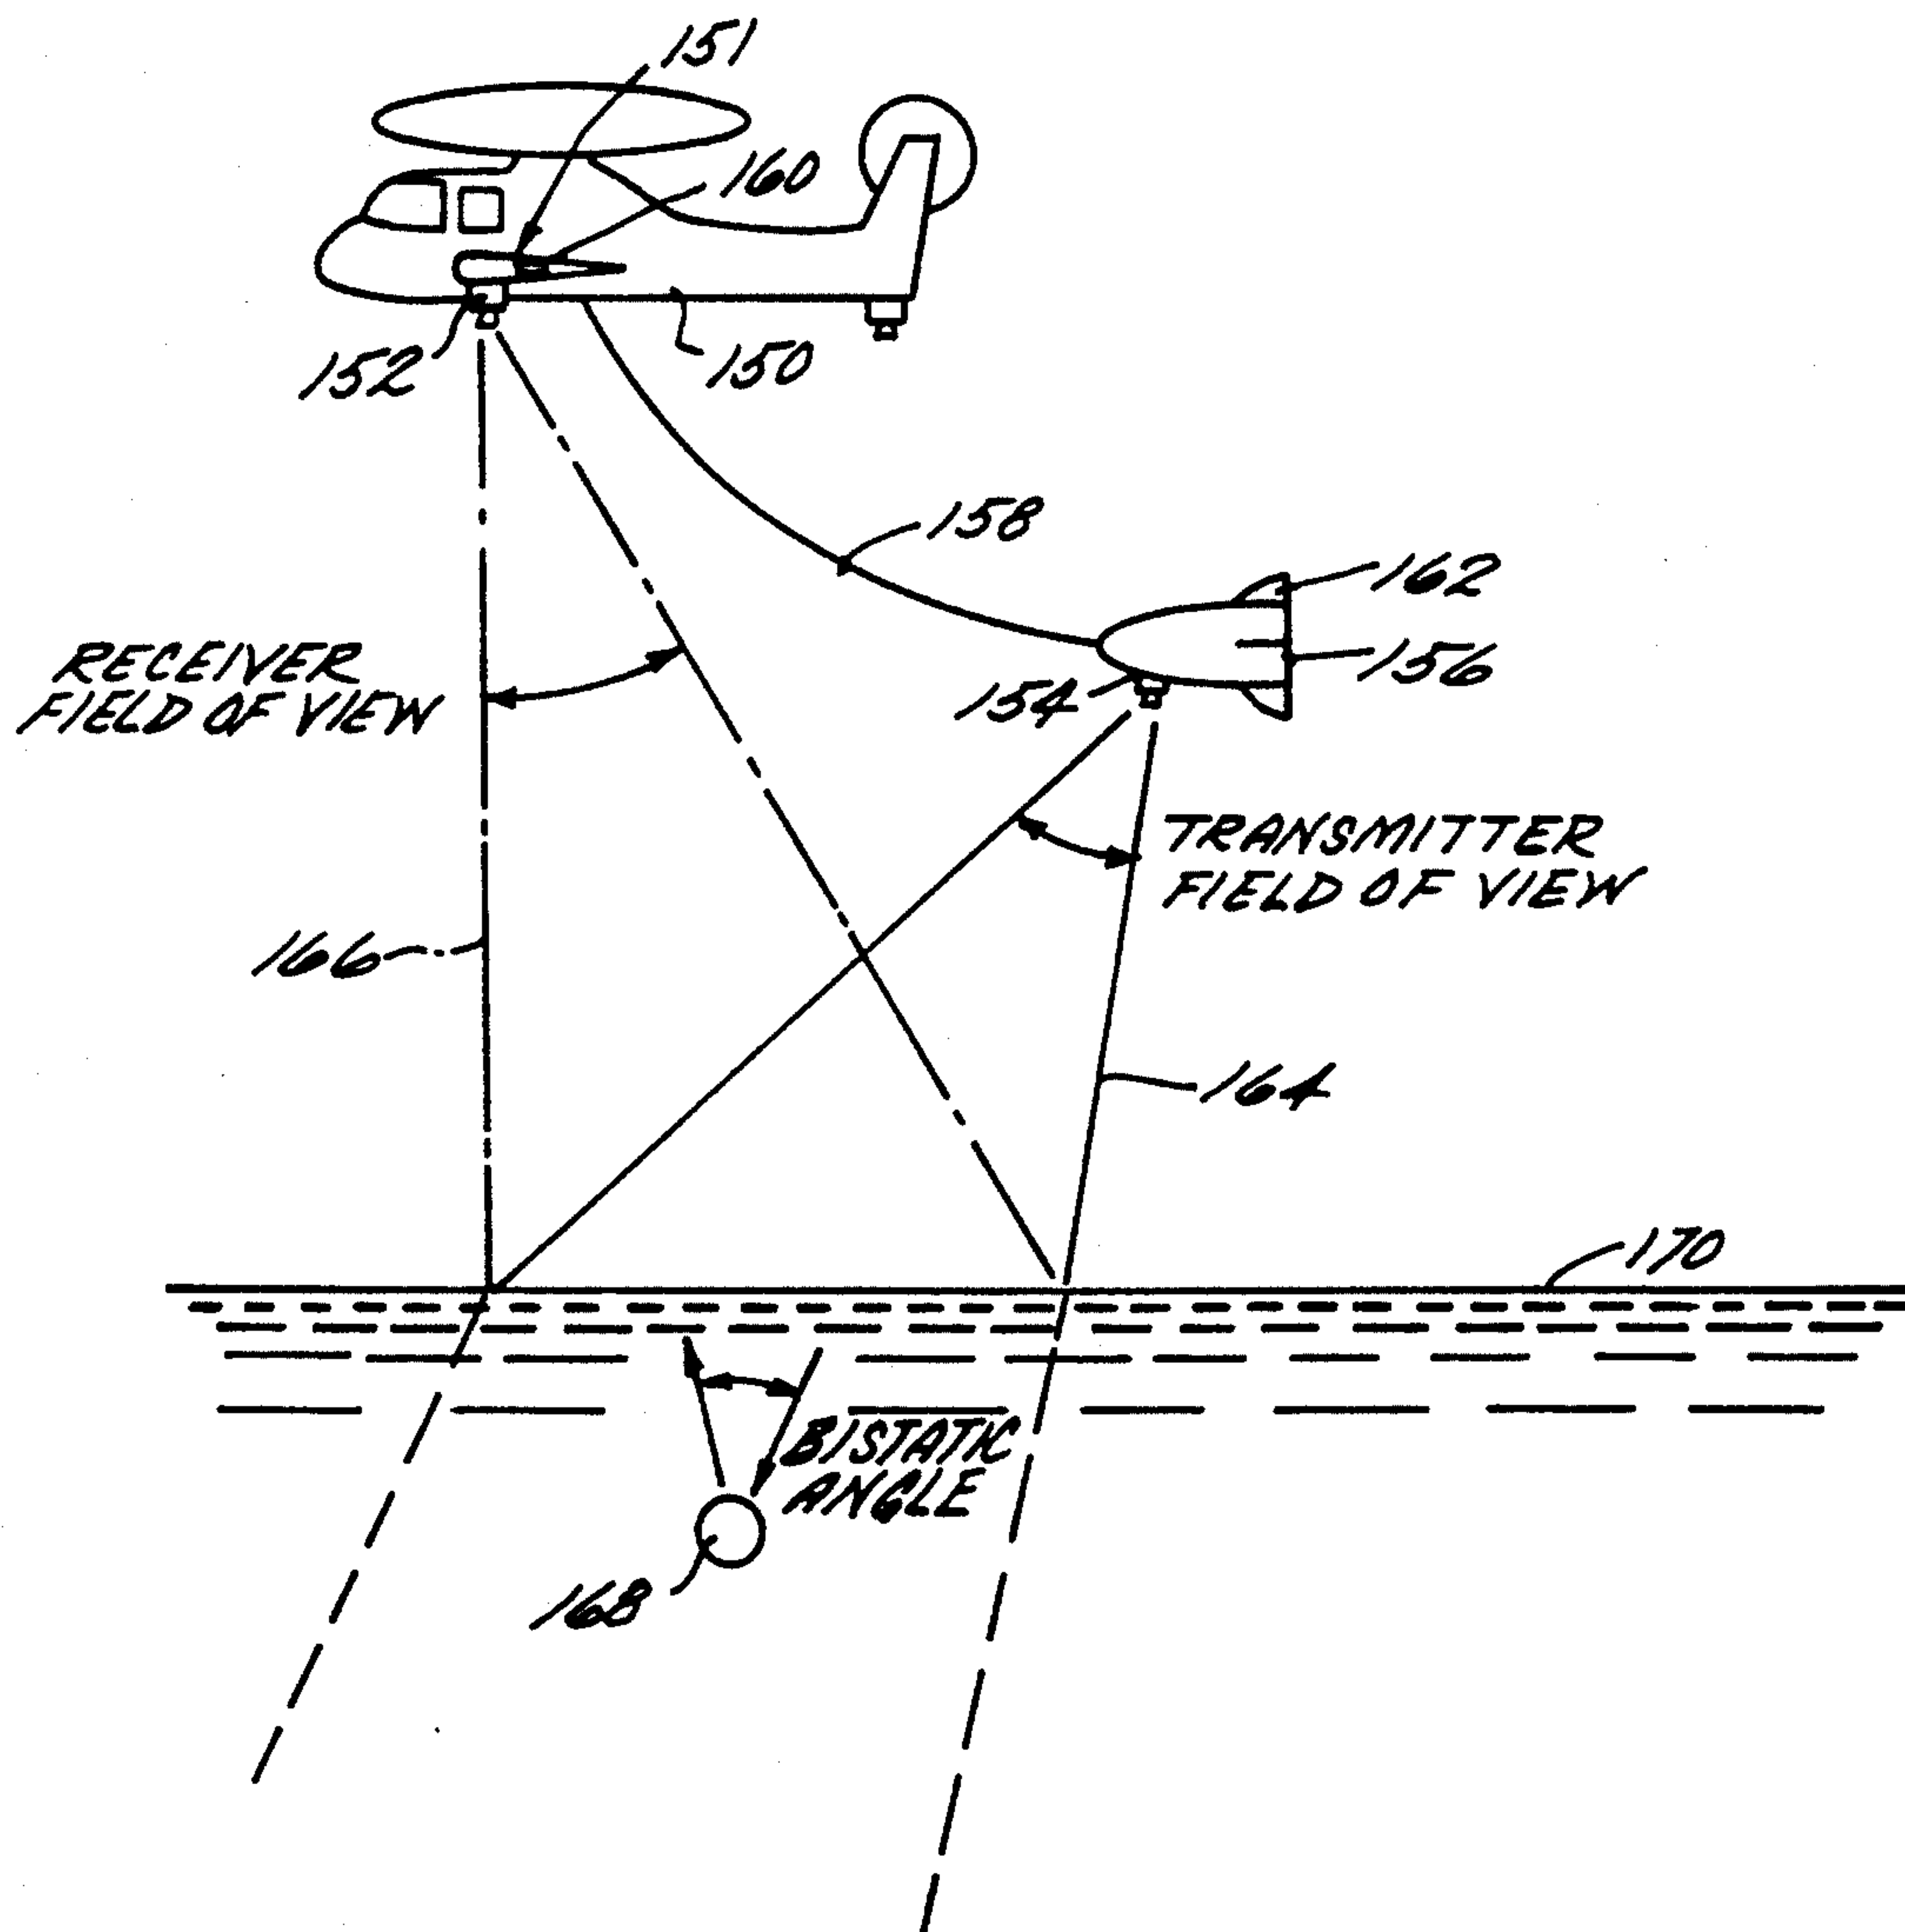 151
160
152
150
158
162
RECEIVER
FIELD OF VIEW
156
154
TRANSMITTER
FIELD OF VIEW
166
164
170
BISTATIC
ANGLE
168